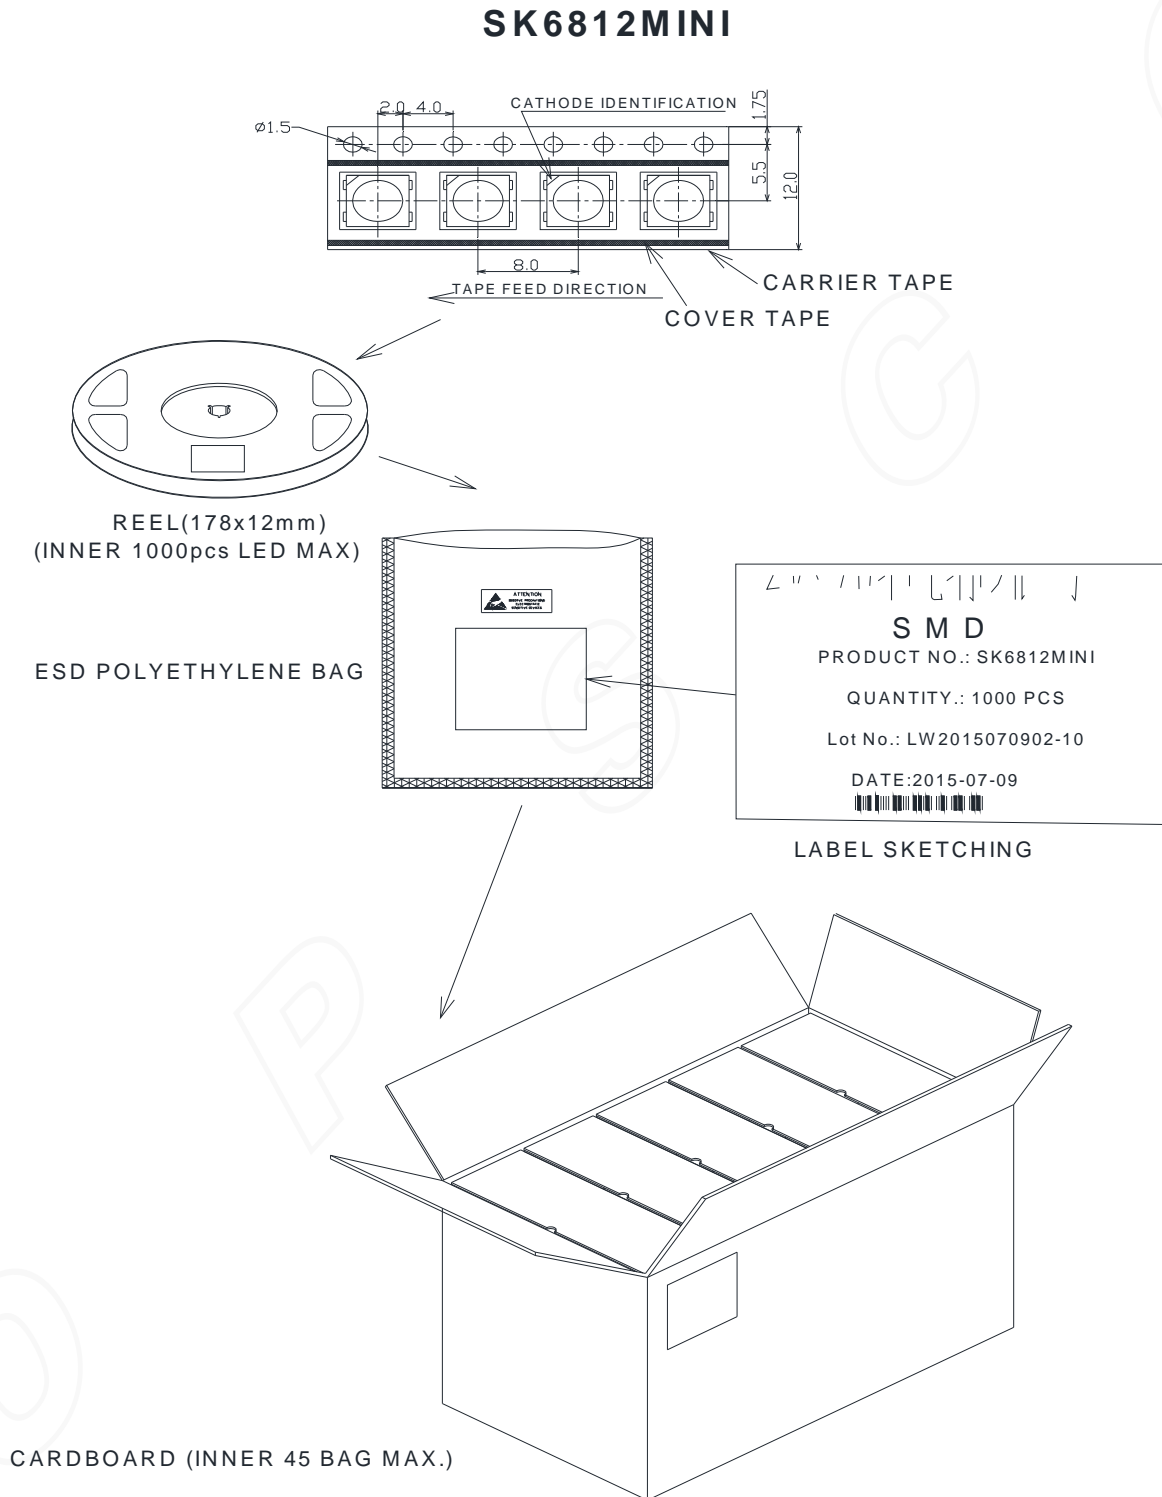 SK6812MINI
2.0 4.0
CATHODE IDENTIFICATION
1.75
Ø1.5
5.5
12.0
8.0
TAPE FEED DIRECTION
CARRIER TAPE
COVER TAPE
REEL(178x12mm)
(INNER 1000pcs LED MAX)
ATTENTION
ESD POLYETHYLENE BAG
SMD
PRODUCT NO.: SK6812MINI
QUANTITY.: 1000 PCS
Lot No.: LW2015070902-10
DATE:2015-07-09
LABEL SKETCHING
CARDBOARD (INNER 45 BAG MAX.)
O P S C